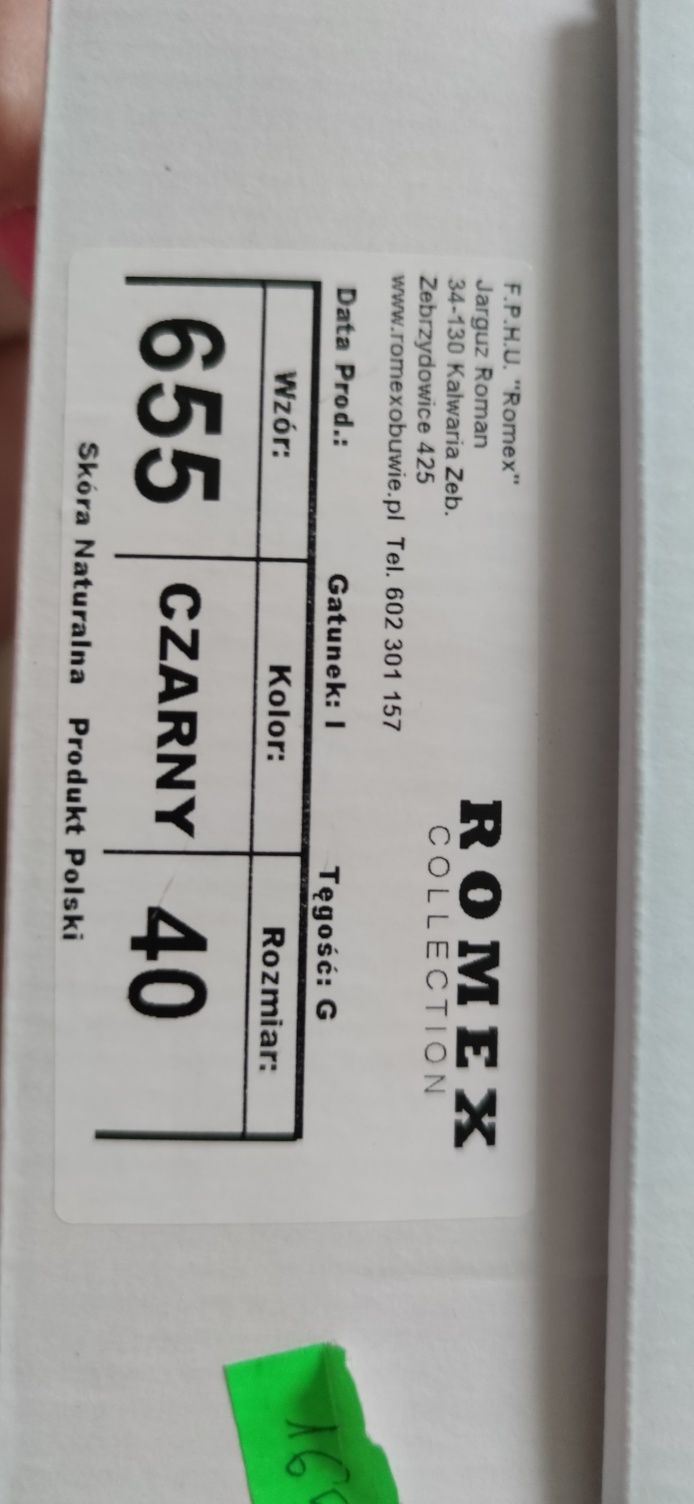 F.P.H.U. "Romex"
Jarguz Roman
34-130 Kalwaria Zeb.
Zebrzydowice 425
www.romexobuwie.pl Tel. 602 301 157
ROMEX
COLLECTION
Data Prod.: Gatunek: I Tęgość: G
Wzór: Kolor: Rozmiar:
655 CZARNY 40
Skóra Naturalna Produkt Polski